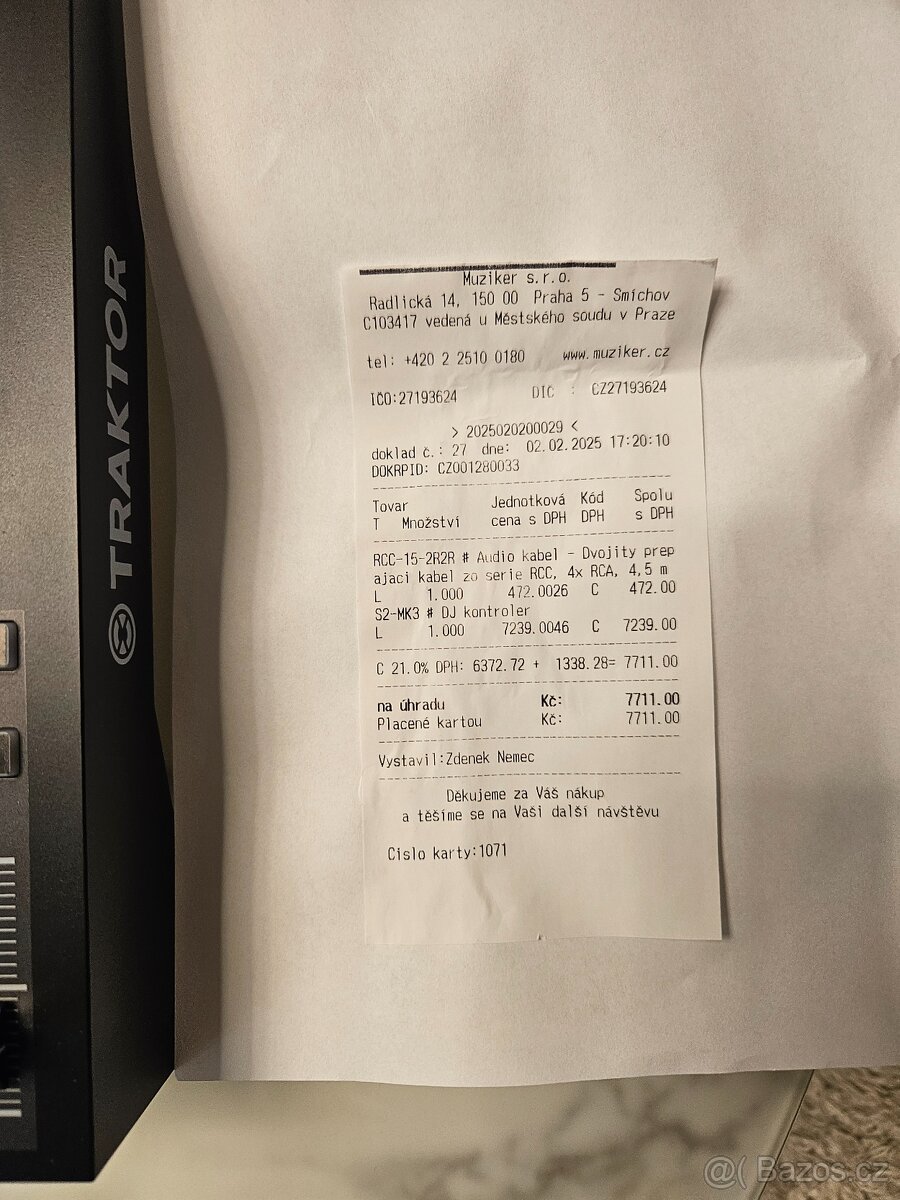 TRAKTOR
Muziker s.r.o.
Radlická 14, 150 00 Praha 5 - Smíchov
C103417 vedená u Městského soudu v Praze
tel: +420 2 2510 0180 www.muziker.cz
IČO:27193624 DIČ : CZ27193624
> 2025020200029 <
doklad č.: 27 dne: 02.02.2025 17:20:10
DOKRPID: CZ001280033
Tovar Jednotková Kód Spolu
T Množství cena s DPH DPH s DPH
RCC-15-2R2R # Audio kabel - Dvojity prep
ajaci kabel zo serie RCC, 4x RCA, 4,5 m
L 1.000 472.0026 C 472.00
S2-MK3 # DJ kontroler
L 1.000 7239.0046 C 7239.00
C 21.0% DPH: 6372.72 + 1338.28= 7711.00
na úhradu Kč: 7711.00
Placené kartou Kč: 7711.00
Vystavil:Zdenek Nemec
Děkujeme za Váš nákup
a těšíme se na Vaši další návštěvu
Cislo karty:1071
@( Bazos.cz